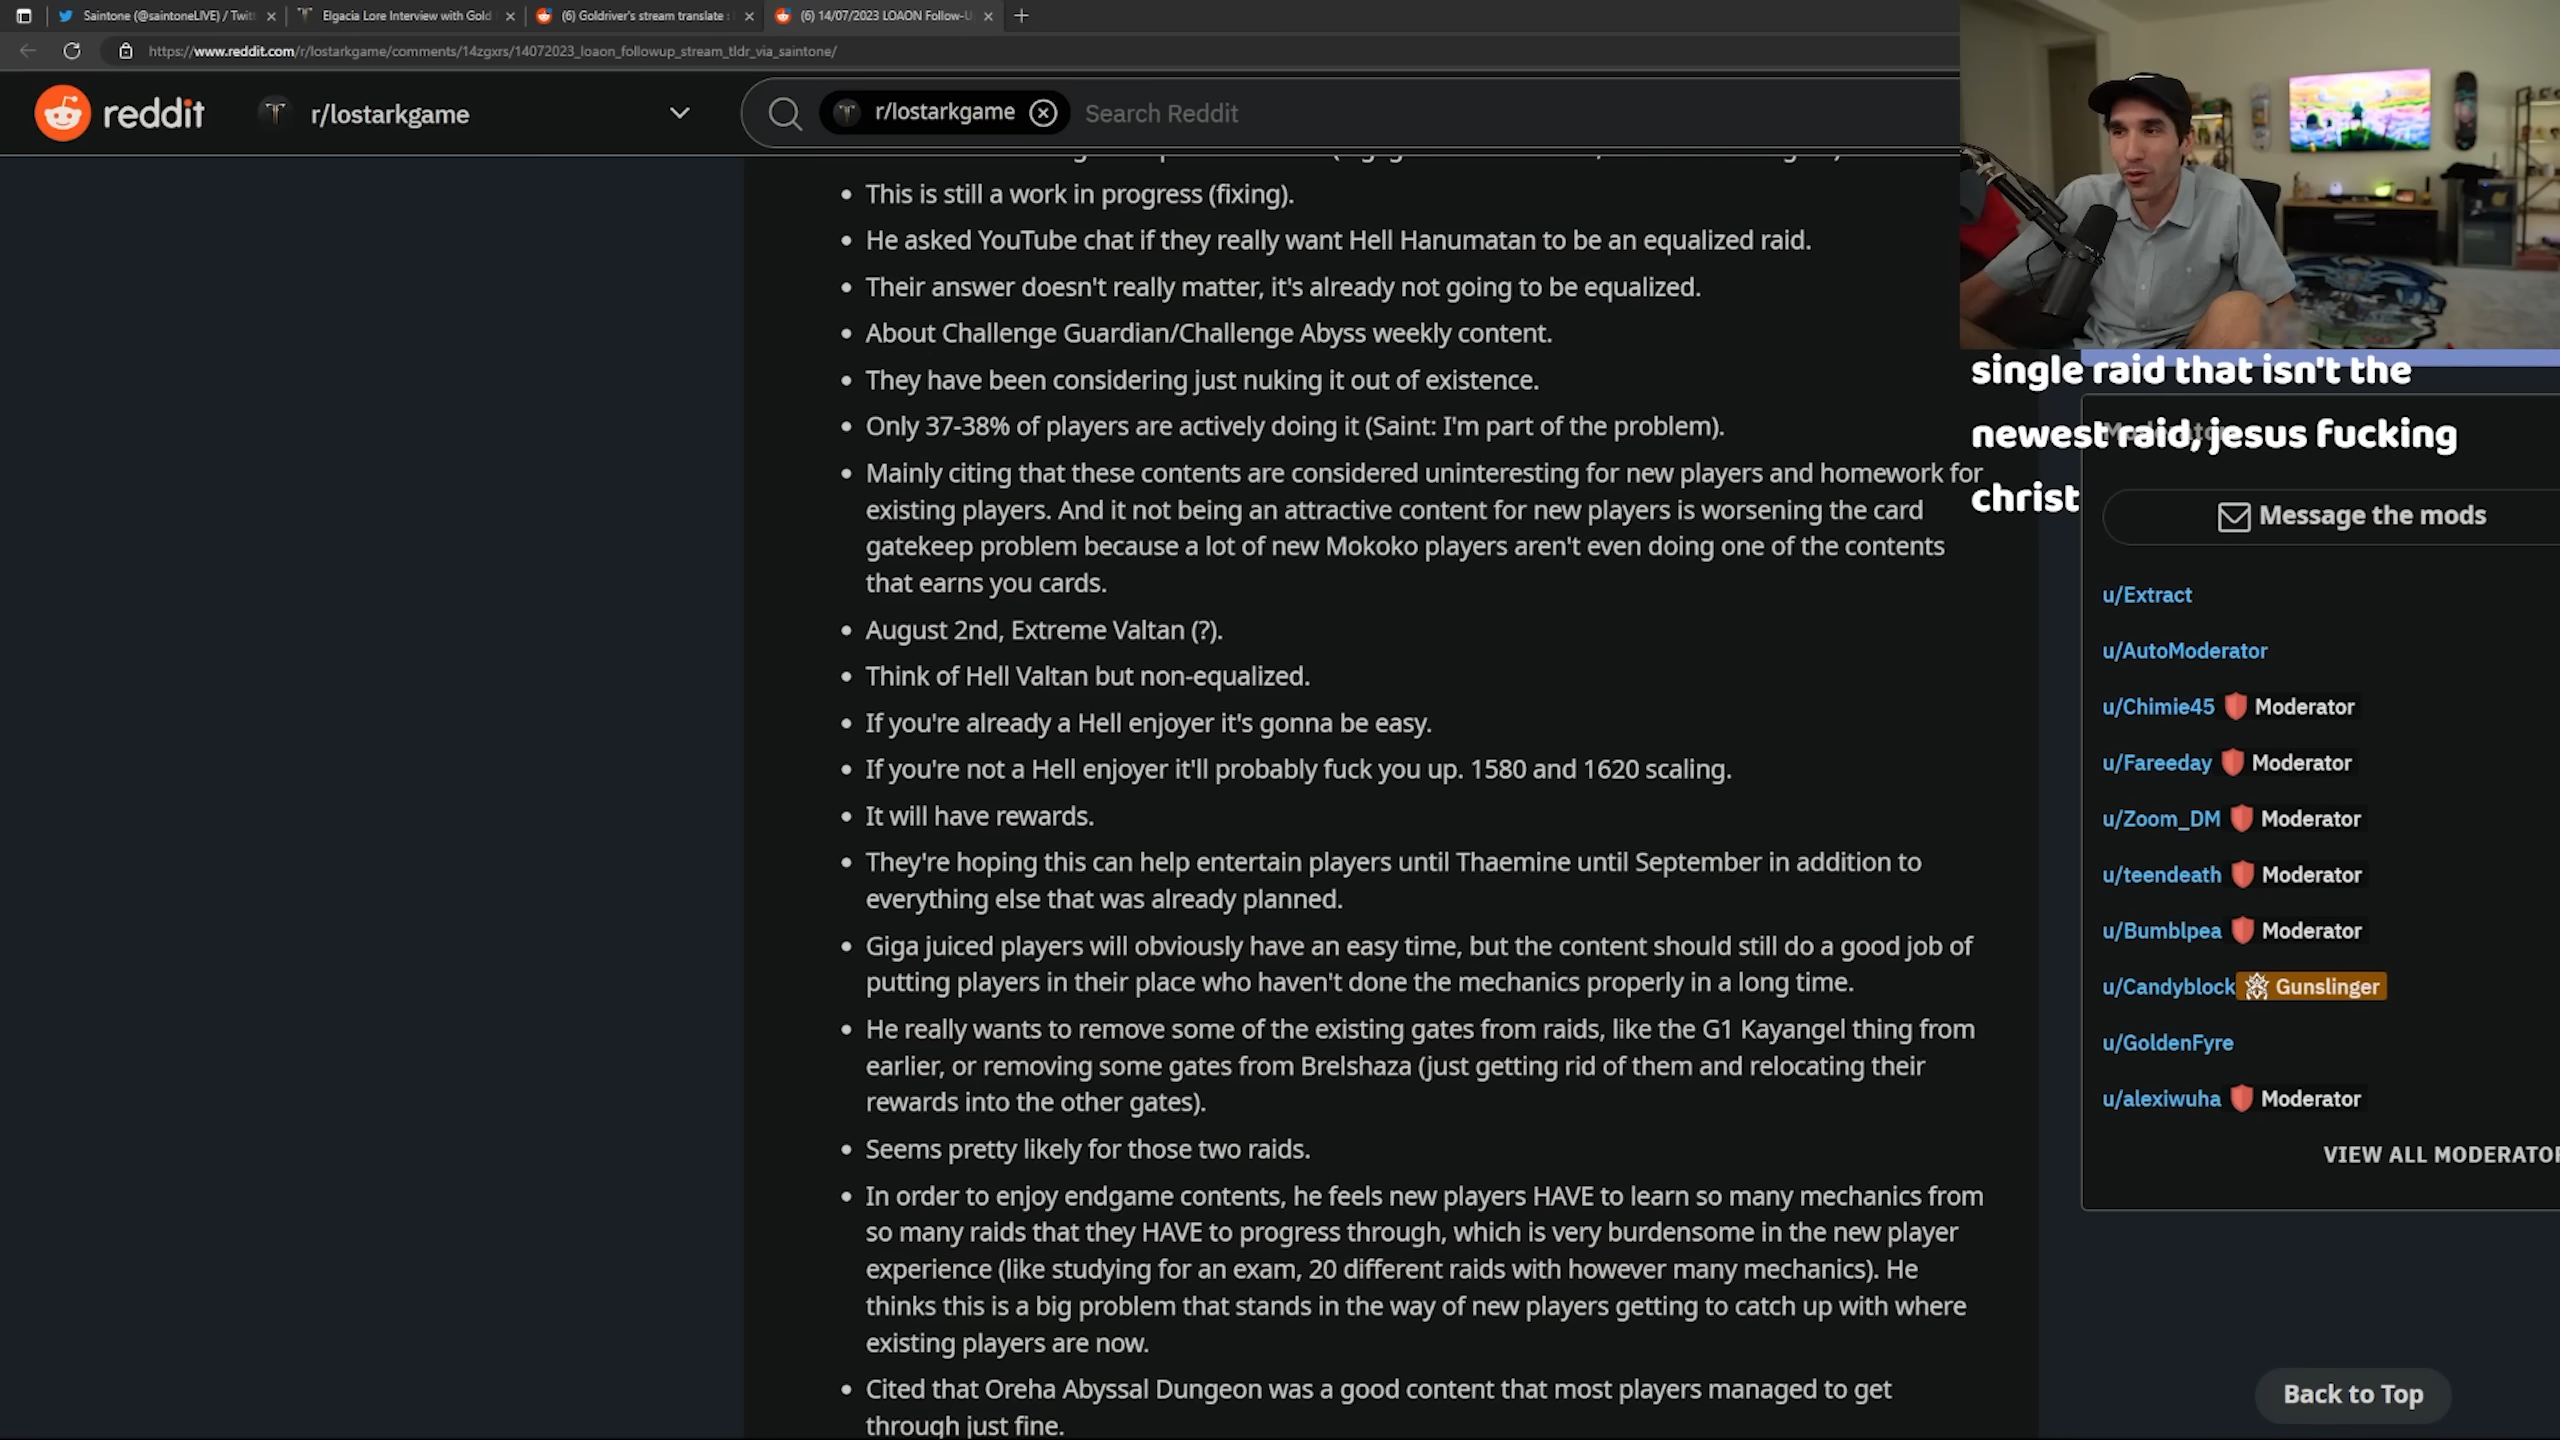 Saintone (@saintoneLIVE) / Twitt
Elgacia Lore Interview with Gold
(6) Goldriver's stream translate :
(6) 14/07/2023 LOAON Follow-U
https://www.reddit.com/r/lostarkgame/comments/14zgxrs/14072023_loaon_followup_stream_tldr_via_saintone/
reddit
r/lostarkgame
r/lostarkgame
Search Reddit
• This is still a work in progress (fixing).
• He asked YouTube chat if they really want Hell Hanumatan to be an equalized raid.
• Their answer doesn't really matter, it's already not going to be equalized.
• About Challenge Guardian/Challenge Abyss weekly content.
• They have been considering just nuking it out of existence.
• Only 37-38% of players are actively doing it (Saint: I'm part of the problem).
• Mainly citing that these contents are considered uninteresting for new players and homework for
existing players. And it not being an attractive content for new players is worsening the card
gatekeep problem because a lot of new Mokoko players aren't even doing one of the contents
that earns you cards.
• August 2nd, Extreme Valtan (?).
• Think of Hell Valtan but non-equalized.
• If you're already a Hell enjoyer it's gonna be easy.
• If you're not a Hell enjoyer it'll probably fuck you up. 1580 and 1620 scaling.
• It will have rewards.
• They're hoping this can help entertain players until Thaemine until September in addition to
everything else that was already planned.
• Giga juiced players will obviously have an easy time, but the content should still do a good job of
putting players in their place who haven't done the mechanics properly in a long time.
• He really wants to remove some of the existing gates from raids, like the G1 Kayangel thing from
earlier, or removing some gates from Brelshaza (just getting rid of them and relocating their
rewards into the other gates).
• Seems pretty likely for those two raids.
• In order to enjoy endgame contents, he feels new players HAVE to learn so many mechanics from
so many raids that they HAVE to progress through, which is very burdensome in the new player
experience (like studying for an exam, 20 different raids with however many mechanics). He
thinks this is a big problem that stands in the way of new players getting to catch up with where
existing players are now.
• Cited that Oreha Abyssal Dungeon was a good content that most players managed to get
through just fine.
single raid that isn't the
newest raid, jesus fucking
christ
Message the mods
u/Extract
u/AutoModerator
u/Chimie45 Moderator
u/Fareeday Moderator
u/Zoom_DM Moderator
u/teendeath Moderator
u/Bumblpea Moderator
u/Candyblock Gunslinger
u/GoldenFyre
u/alexiwuha Moderator
VIEW ALL MODERATOR
Back to Top